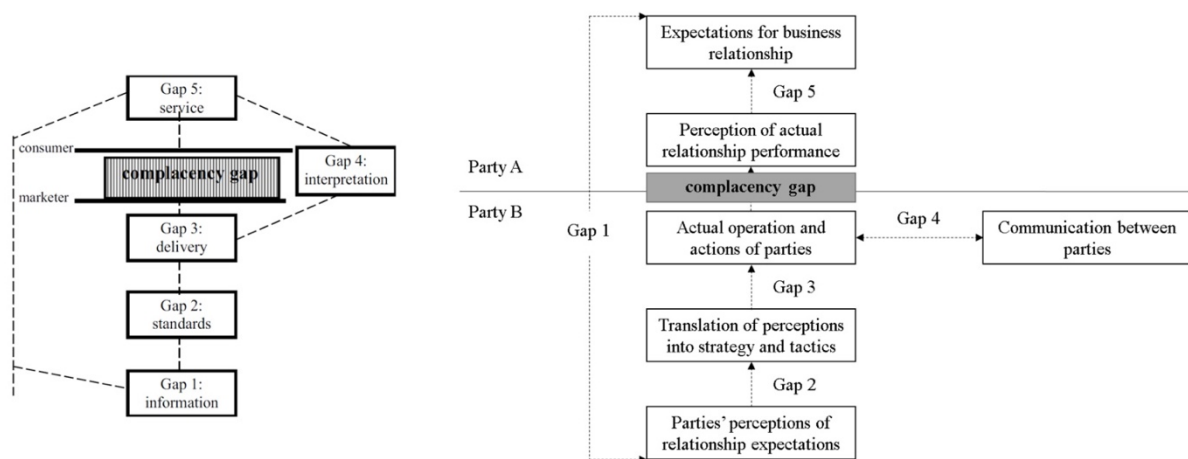 Gap 5:
service
consumer
complacency gap
Gap 4:
interpretation
marketer
Gap 3:
delivery
Gap 2:
standards
Gap 1:
information
Expectations for business
relationship
Gap 5
Perception of actual
relationship performance
Party A
complacency gap
Party B
Gap 1
Actual operation and
actions of parties
Gap 4
Communication between
parties
Gap 3
Translation of perceptions
into strategy and tactics
Gap 2
Parties’ perceptions of
relationship expectations